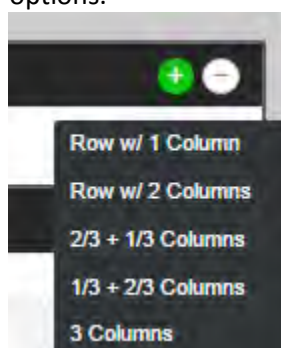 options:
Row w/ 1 Column
Row w/ 2 Columns
2/3 + 1/3 Columns
1/3 + 2/3 Columns
3 Columns